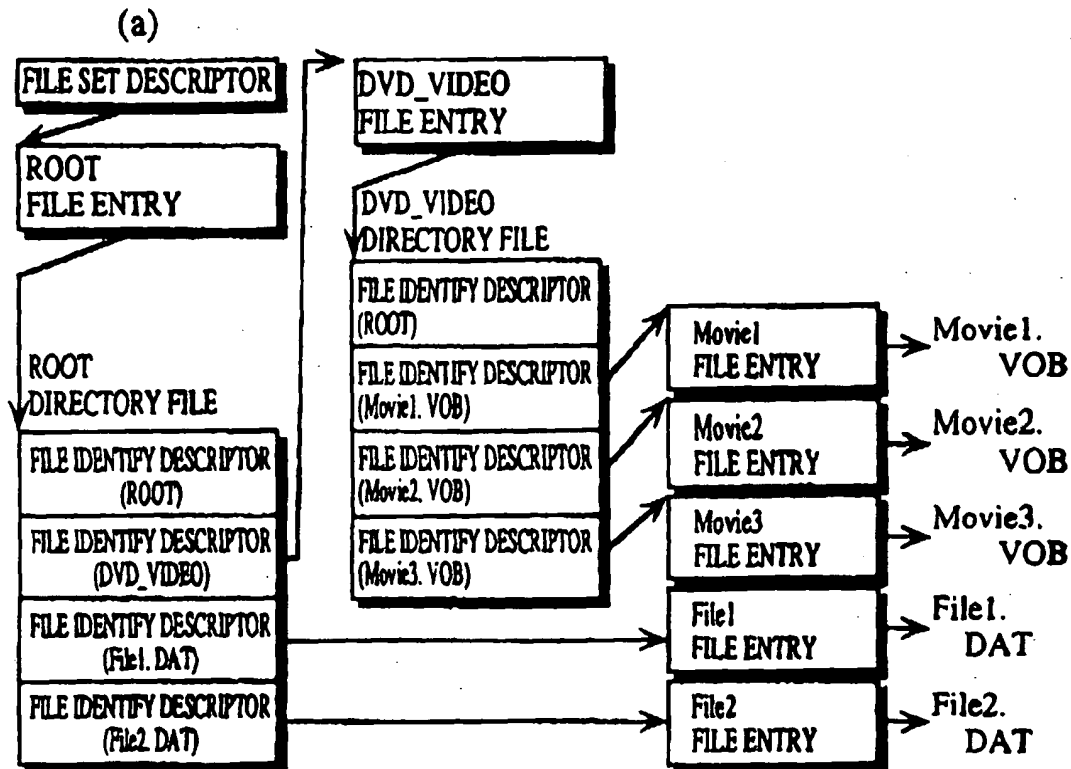 (a)
FILE SET DESCRIPTOR
ROOT
FILE ENTRY
ROOT
DIRECTORY FILE
FILE IDENTIFY DESCRIPTOR
(ROOT)
FILE IDENTIFY DESCRIPTOR
(DVD_VIDEO)
FILE IDENTIFY DESCRIPTOR
(File1. DAT)
FILE IDENTIFY DESCRIPTOR
(File2. DAT)
DVD_VIDEO
FILE ENTRY
DVD_VIDEO
DIRECTORY FILE
FILE IDENTIFY DESCRIPTOR
(ROOT)
FILE IDENTIFY DESCRIPTOR
(Movie1. VOB)
FILE IDENTIFY DESCRIPTOR
(Movie2. VOB)
FILE IDENTIFY DESCRIPTOR
(Movie3. VOB)
Movie1
FILE ENTRY
Movie2
FILE ENTRY
Movie3
FILE ENTRY
File1
FILE ENTRY
File2
FILE ENTRY
Movie1.
VOB
Movie2.
VOB
Movie3.
VOB
File1.
DAT
File2.
DAT